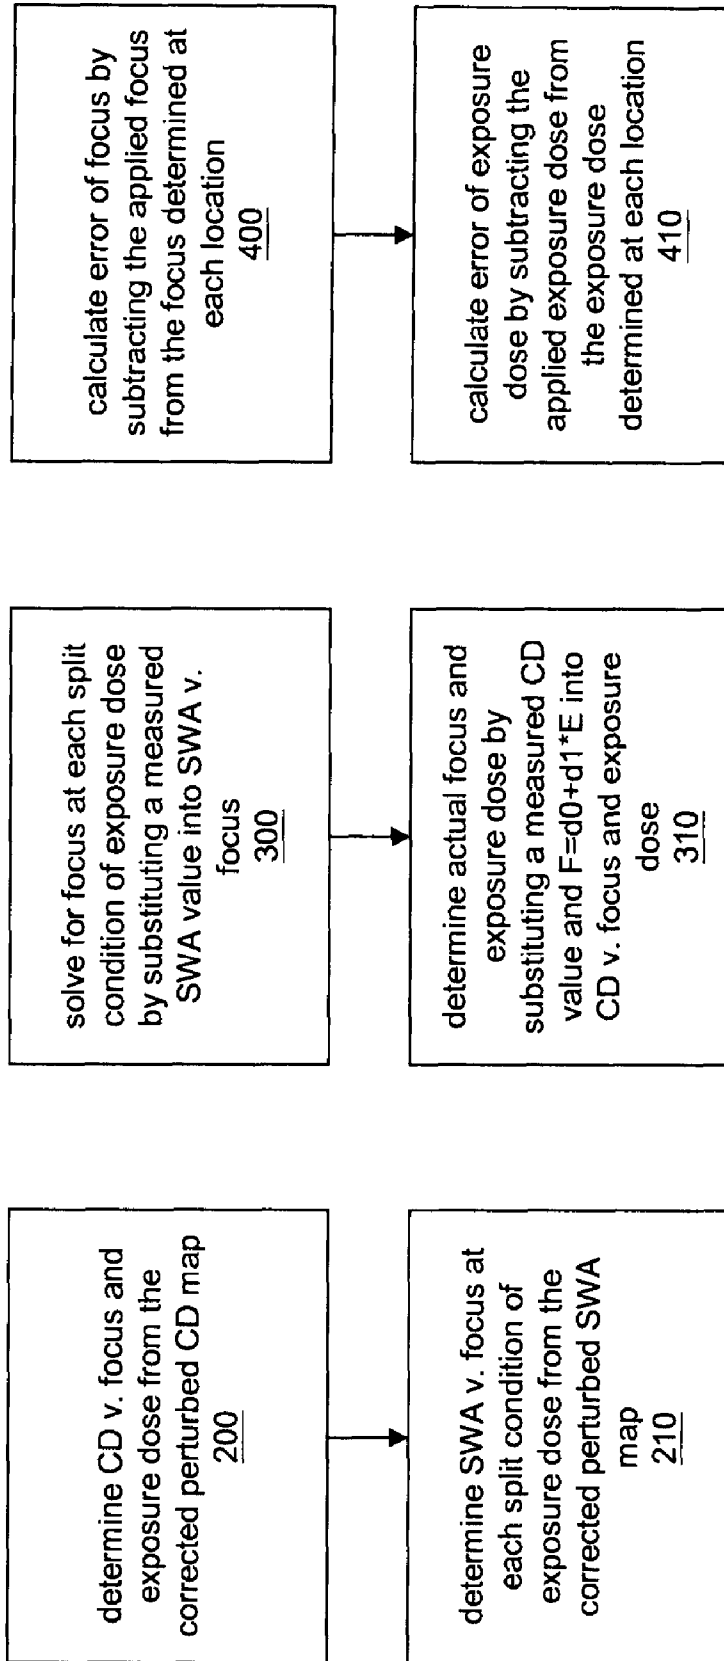 determine CD v. focus and
exposure dose from the
corrected perturbed CD map
200
determine SWA v. focus at
each split condition of
exposure dose from the
corrected perturbed SWA
map
210
solve for focus at each split
condition of exposure dose
by substituting a measured
SWA value into SWA v.
focus
300
determine actual focus and
exposure dose by
substituting a measured CD
value and F=d0+d1*E into
CD v. focus and exposure
dose
310
calculate error of focus by
subtracting the applied focus
from the focus determined at
each location
400
calculate error of exposure
dose by subtracting the
applied exposure dose from
the exposure dose
determined at each location
410